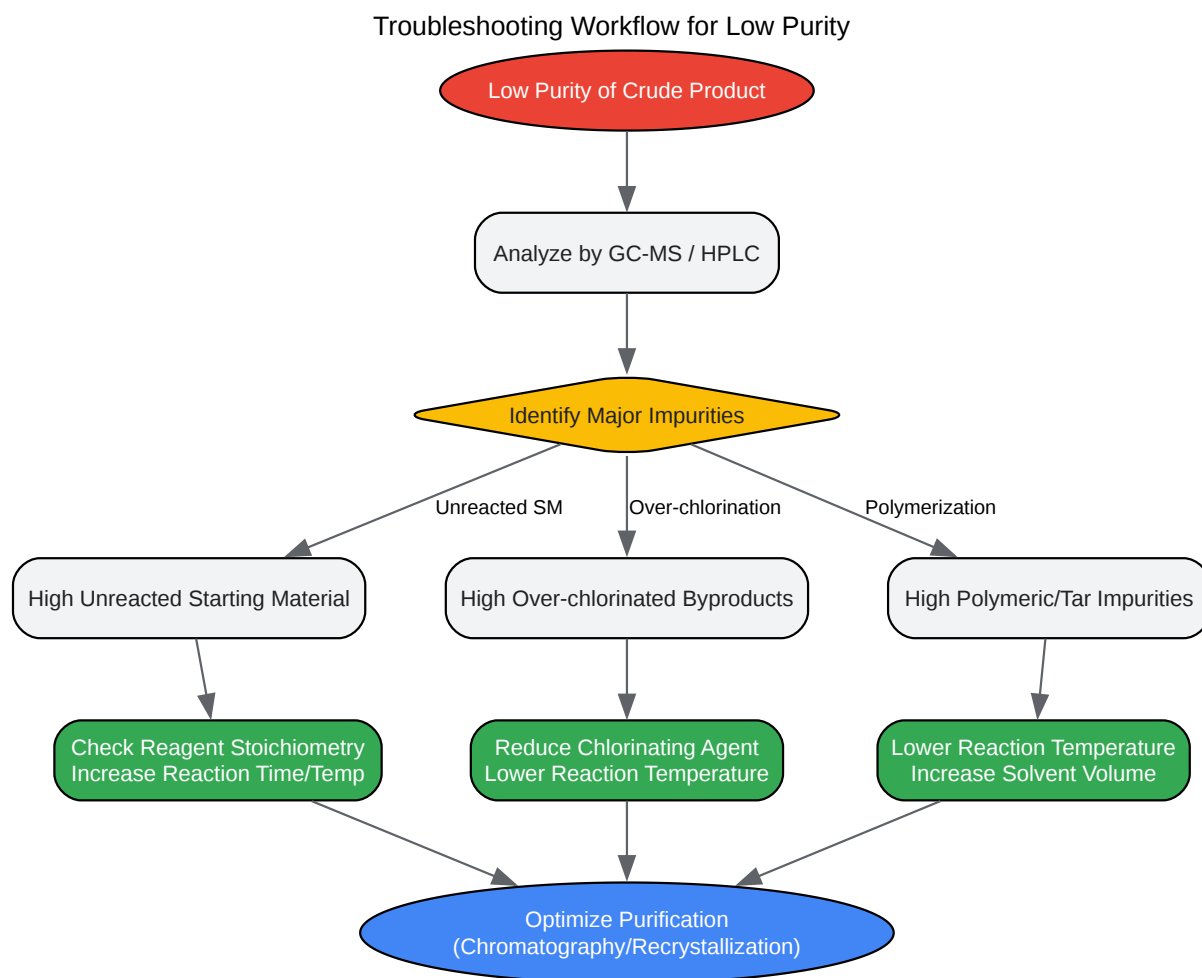 Troubleshooting Workflow for Low Purity
Low Purity of Crude Product
Analyze by GC-MS / HPLC
Identify Major Impurities
Unreacted SM
Over-chlorination
Polymerization
High Unreacted Starting Material
High Over-chlorinated Byproducts
High Polymeric/Tar Impurities
Check Reagent Stoichiometry
Increase Reaction Time/Temp
Reduce Chlorinating Agent
Lower Reaction Temperature
Lower Reaction Temperature
Increase Solvent Volume
Optimize Purification
(Chromatography/Recrystallization)